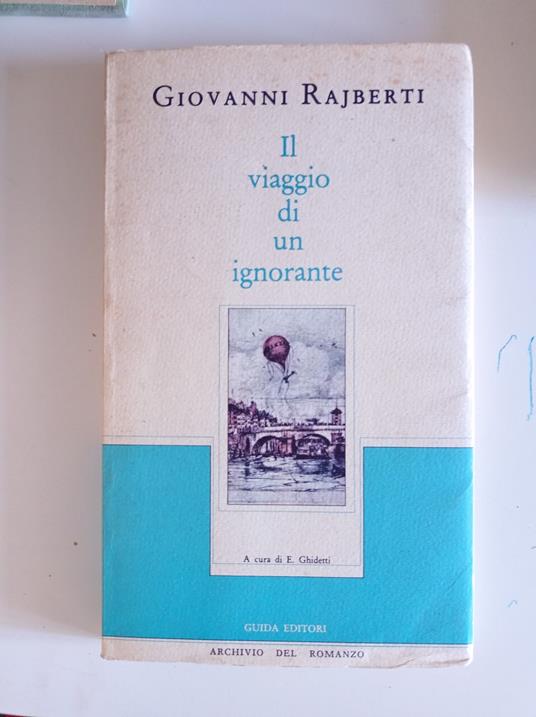 GIOVANNI RAJBERTI
Il
viaggio
di
un
ignorante
A cura di E. Ghidetti
GUIDA EDITORI
ARCHIVIO DEL ROMANZO